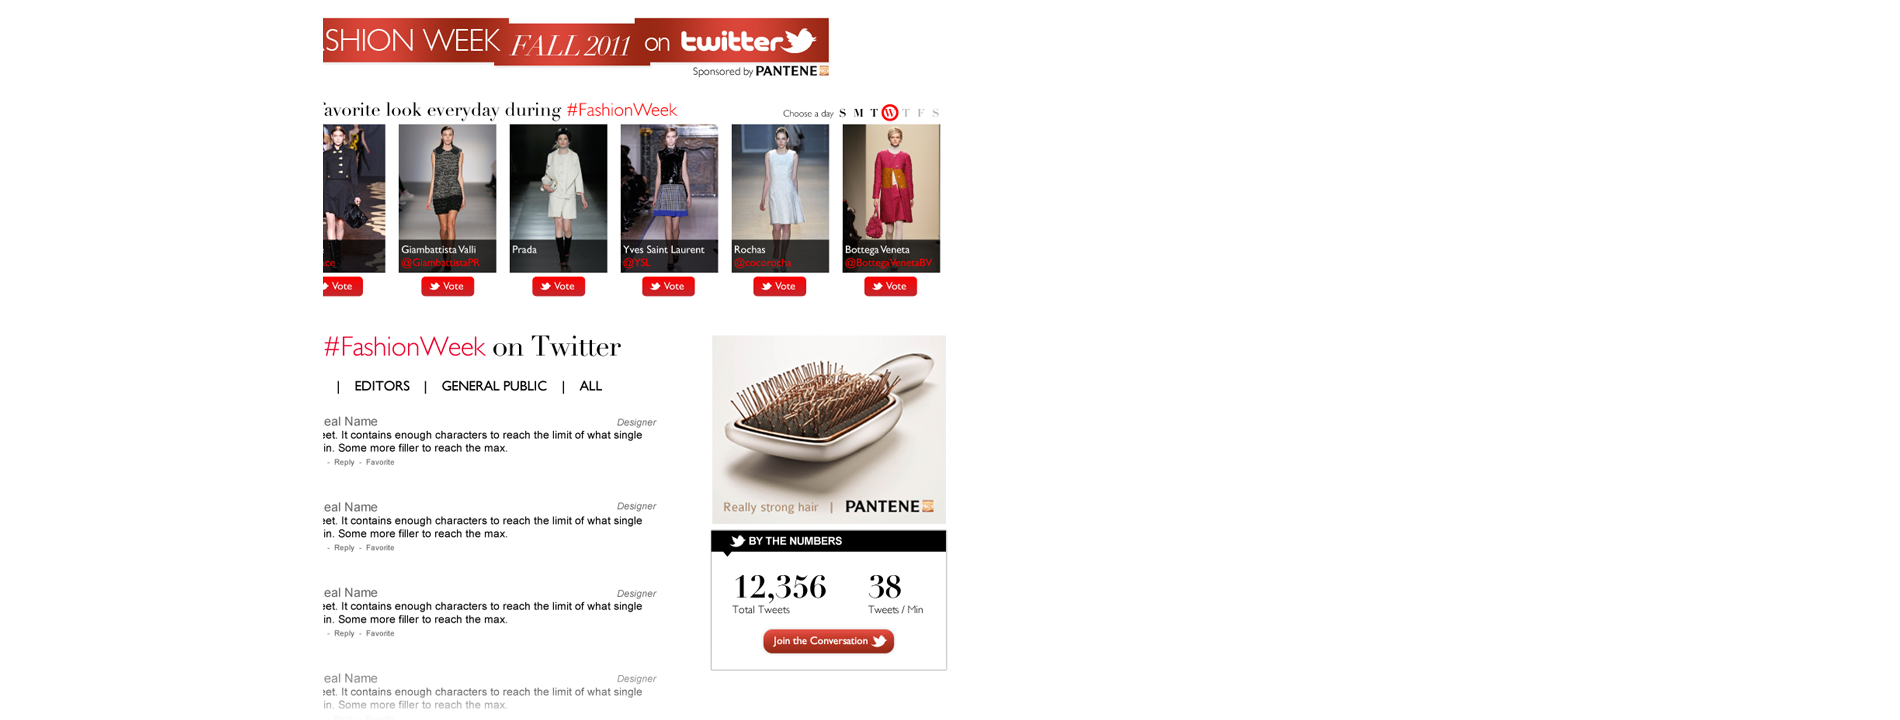 SHION WEEK FALL 2011 on twitter
Sponsored by PANTENE
favorite look everyday during #FashionWeek
Choose a day S M T W T F S
Giambattista Valli
@GiambattistaPR
Prada
Yves Saint Laurent
@YSL
Rochas
@cocorocha
Bottega Veneta
@BottegaVenetaBV
Vote
Vote
Vote
Vote
Vote
Vote
#FashionWeek on Twitter
| EDITORS | GENERAL PUBLIC | ALL
eal Name
Designer
eet. It contains enough characters to reach the limit of what single
in. Some more filler to reach the max.
- Reply - Favorite
eal Name
Designer
eet. It contains enough characters to reach the limit of what single
in. Some more filler to reach the max.
- Reply - Favorite
eal Name
Designer
eet. It contains enough characters to reach the limit of what single
in. Some more filler to reach the max.
- Reply - Favorite
eal Name
Designer
eet. It contains enough characters to reach the limit of what single
in. Some more filler to reach the max.
Really strong hair | PANTENE
BY THE NUMBERS
12,356
Total Tweets
38
Tweets / Min
Join the Conversation